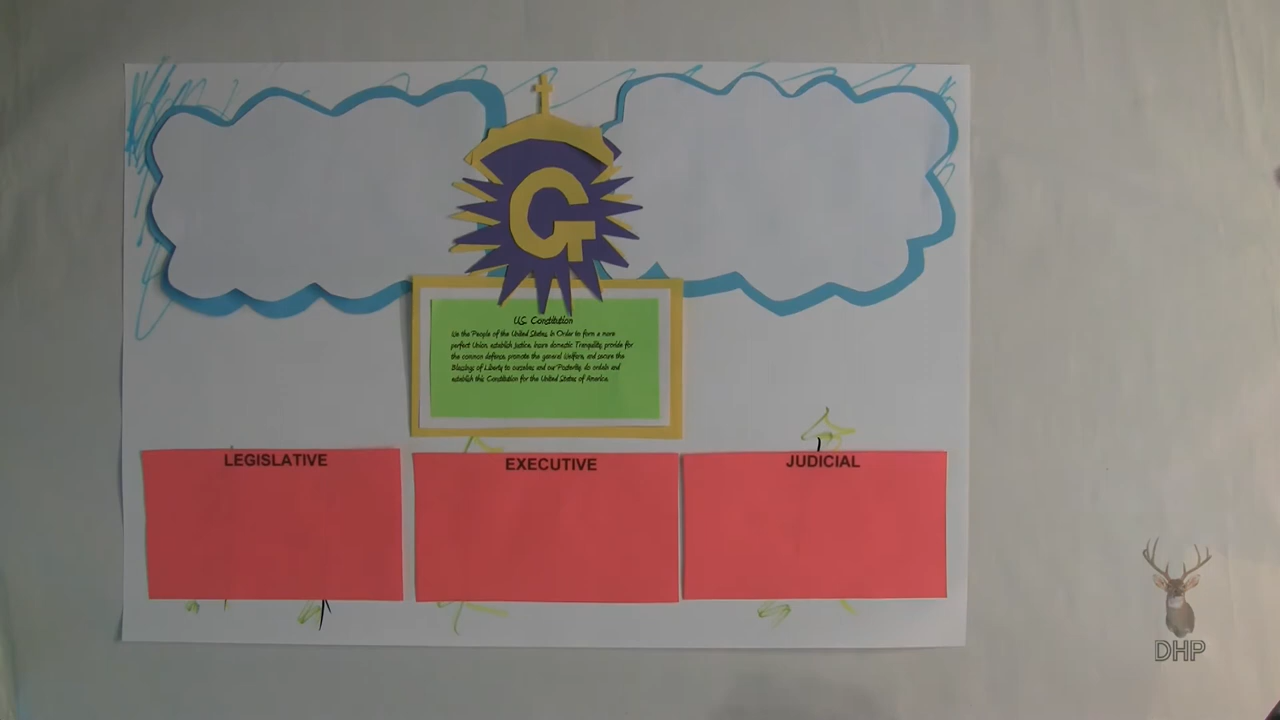 G
U.S. Constitution
We the People of the United States, in Order to form a more
perfect Union, establish Justice, insure domestic Tranquility, provide for
the common defence, promote the general Welfare, and secure the
Blessings of Liberty to ourselves and our Posterity, do ordain and
establish this Constitution for the United States of America.
LEGISLATIVE
EXECUTIVE
JUDICIAL
DHP